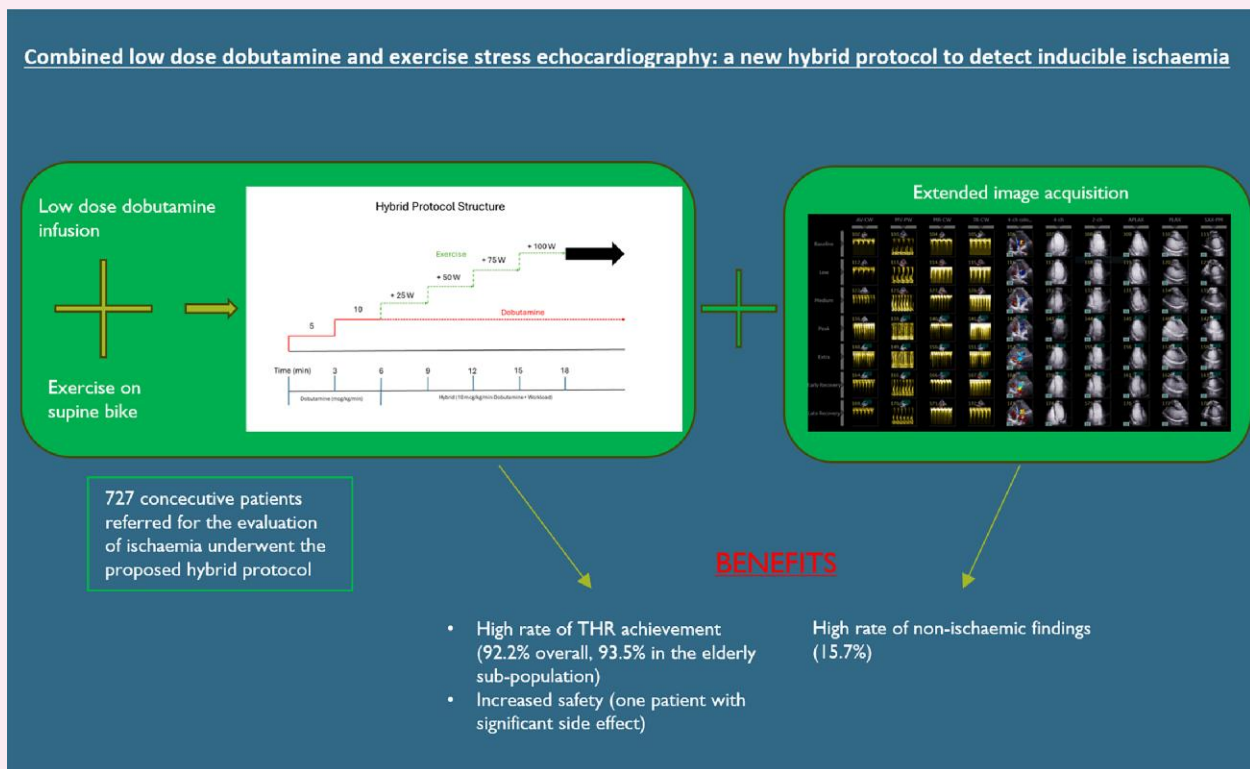 Combined low dose dobutamine and exercise stress echocardiography: a new hybrid protocol to detect inducible ischaemia
Low dose dobutamine
infusion
Exercise on
supine bike
Hybrid Protocol Structure
+ 100 W
+ 75 W
Exercise
+ 50 W
+ 25 W
10
Dobutamine
5
Time (min) 3 6 9 12 15 18
Dobutamine (mcg/kg/min)
Hybrid (10mcg/kg/min Dobutamine + Workload)
Extended image acquisition
Baseline
Low
Medium
Peak
Extra
Early Recovery
Late Recovery
727 concecutive patients
referred for the evaluation
of ischaemia underwent the
proposed hybrid protocol
BENEFITS
• High rate of THR achievement
(92.2% overall, 93.5% in the elderly
sub-population)
• Increased safety (one patient with
significant side effect)
High rate of non-ischaemic findings
(15.7%)